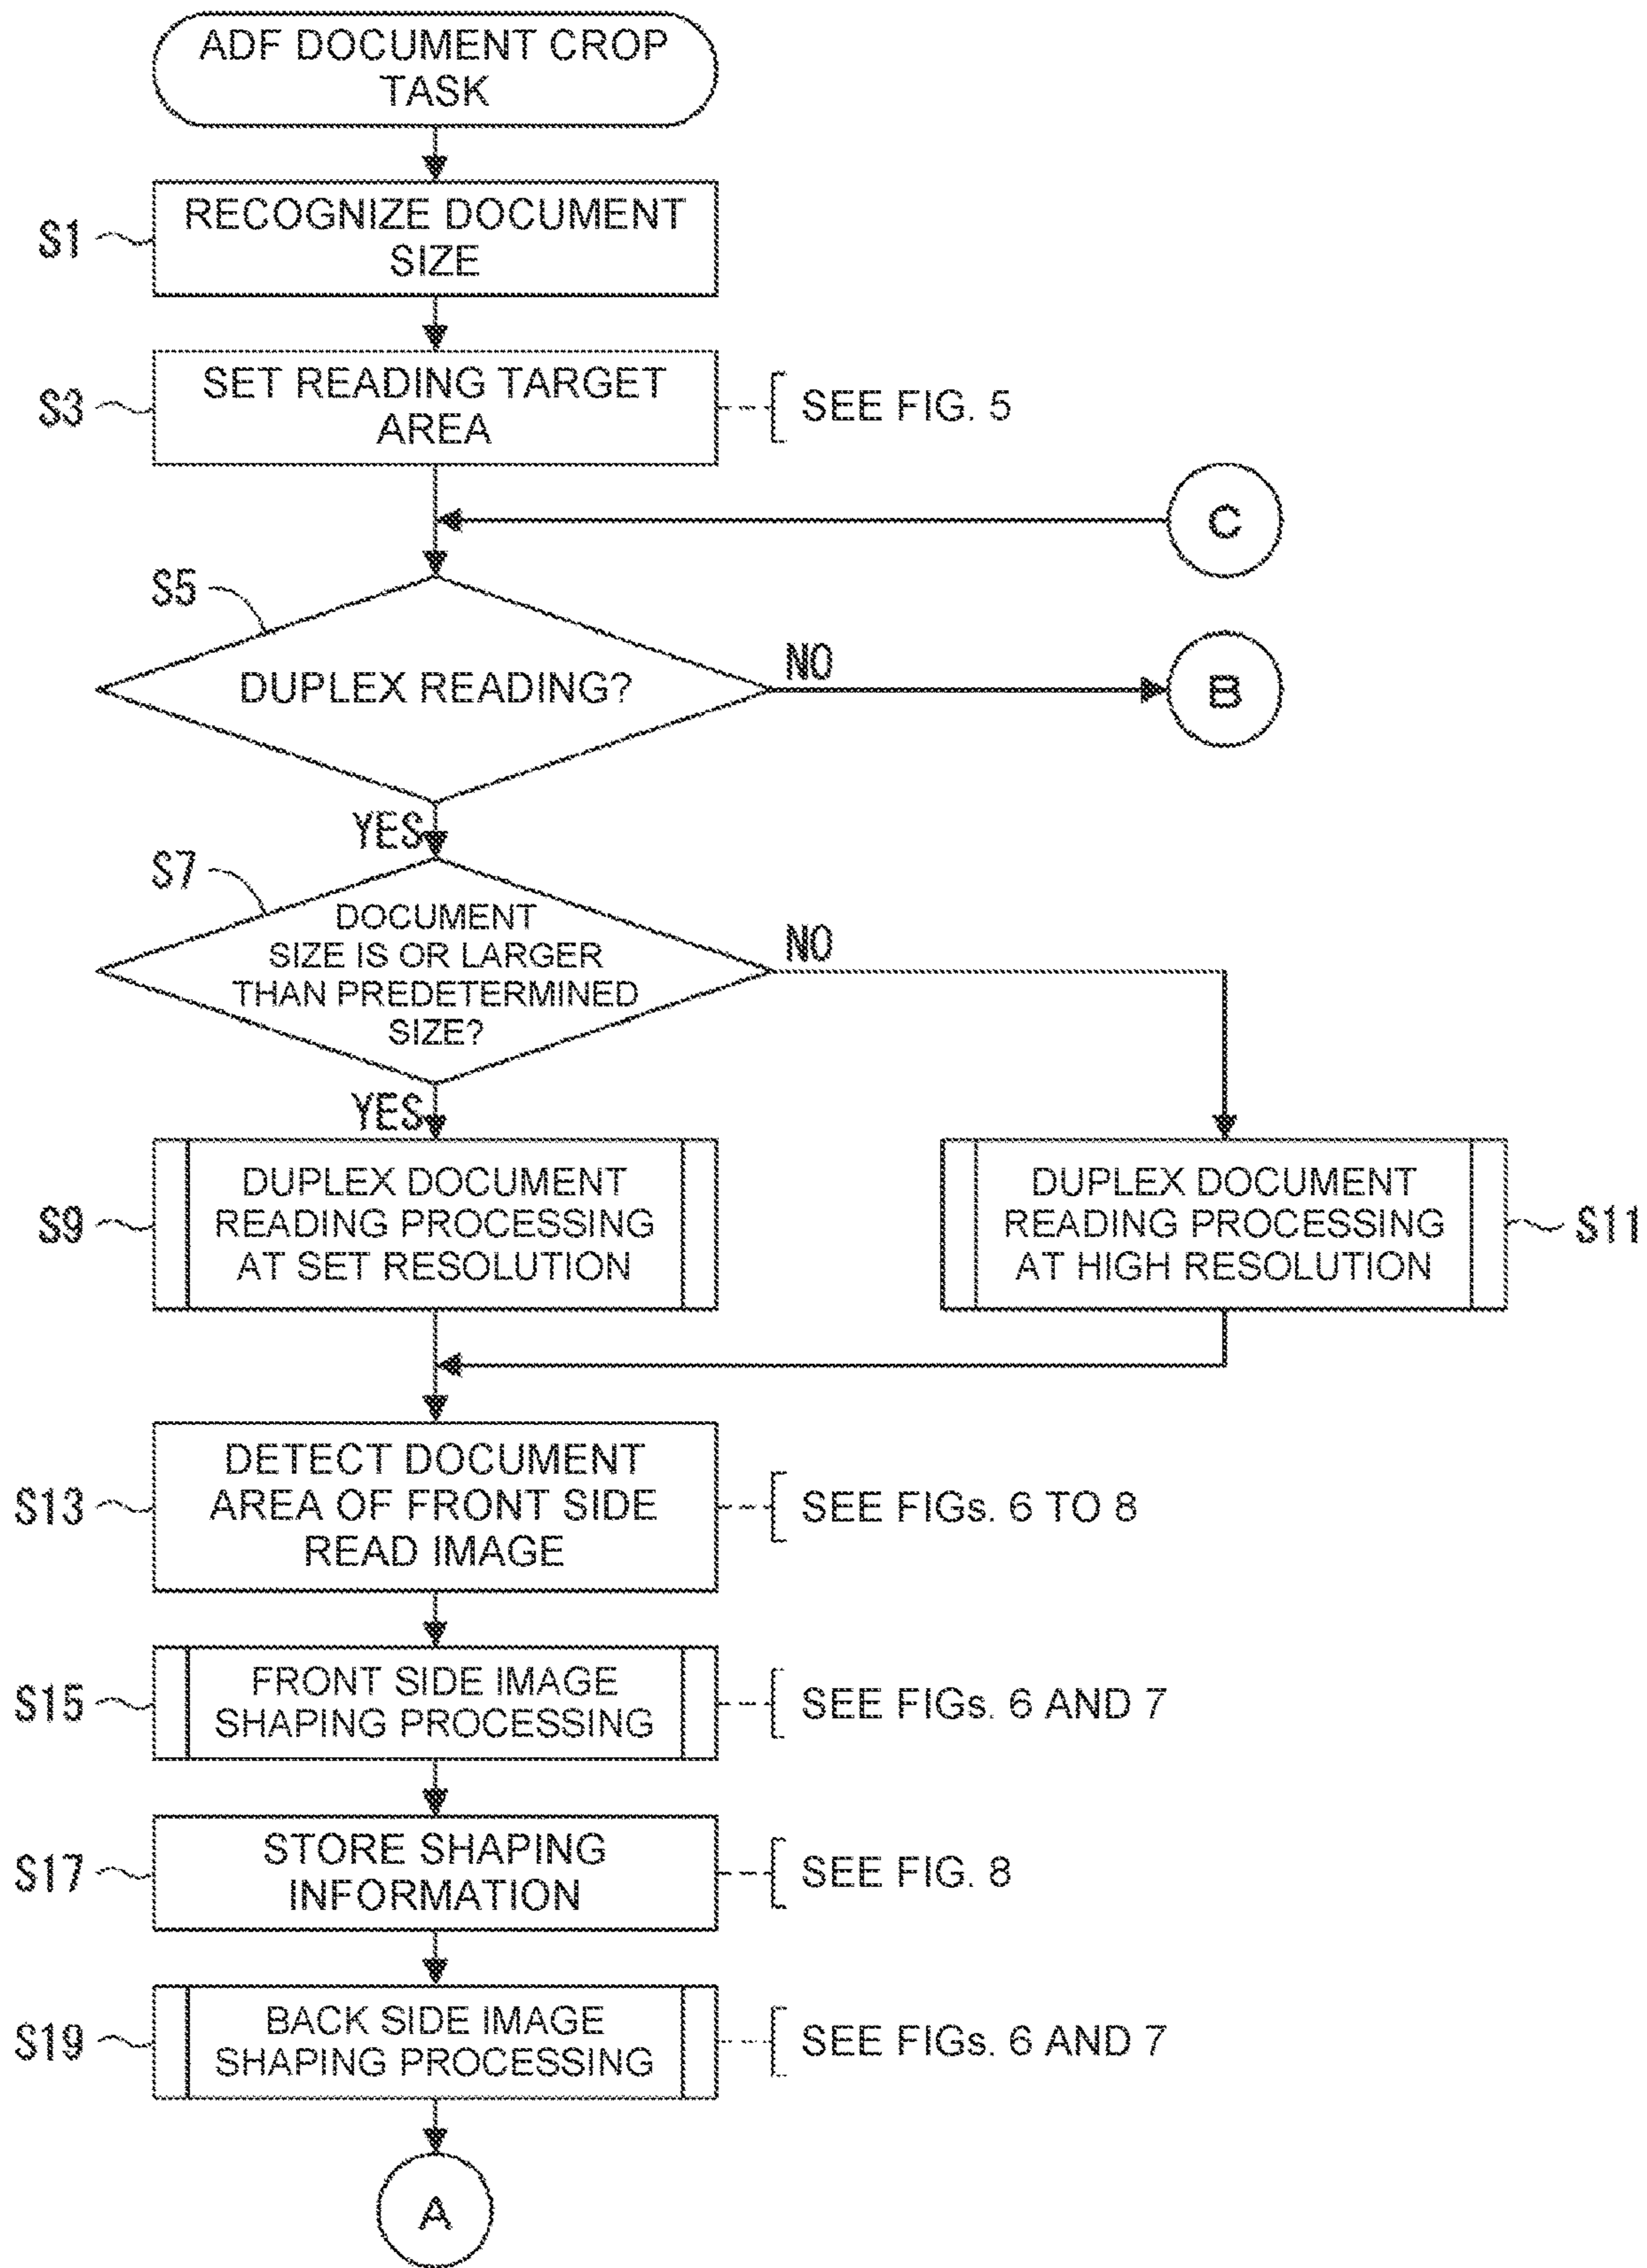 ADF DOCUMENT CROP
TASK
S1
RECOGNIZE DOCUMENT
SIZE
S3
SET READING TARGET
AREA
SEE FIG. 5
C
S5
DUPLEX READING?
NO
B
YES
S7
DOCUMENT
SIZE IS OR LARGER
THAN PREDETERMINED
SIZE?
NO
YES
S9
DUPLEX DOCUMENT
READING PROCESSING
AT SET RESOLUTION
DUPLEX DOCUMENT
READING PROCESSING
AT HIGH RESOLUTION
S11
S13
DETECT DOCUMENT
AREA OF FRONT SIDE
READ IMAGE
SEE FIGs. 6 TO 8
S15
FRONT SIDE IMAGE
SHAPING PROCESSING
SEE FIGs. 6 AND 7
S17
STORE SHAPING
INFORMATION
SEE FIG. 8
S19
BACK SIDE IMAGE
SHAPING PROCESSING
SEE FIGs. 6 AND 7
A